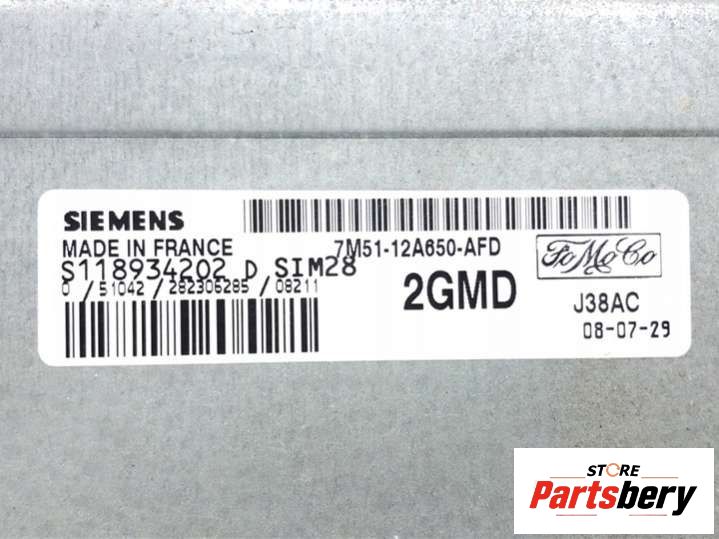 SIEMENS
MADE IN FRANCE
7M51-12A650-AFD
S118934202 D SIM28
0 / 51042 / 282306285 / 08211
2GMD
FoMoCo
J38AC
08-07-29
STORE
Partsbery